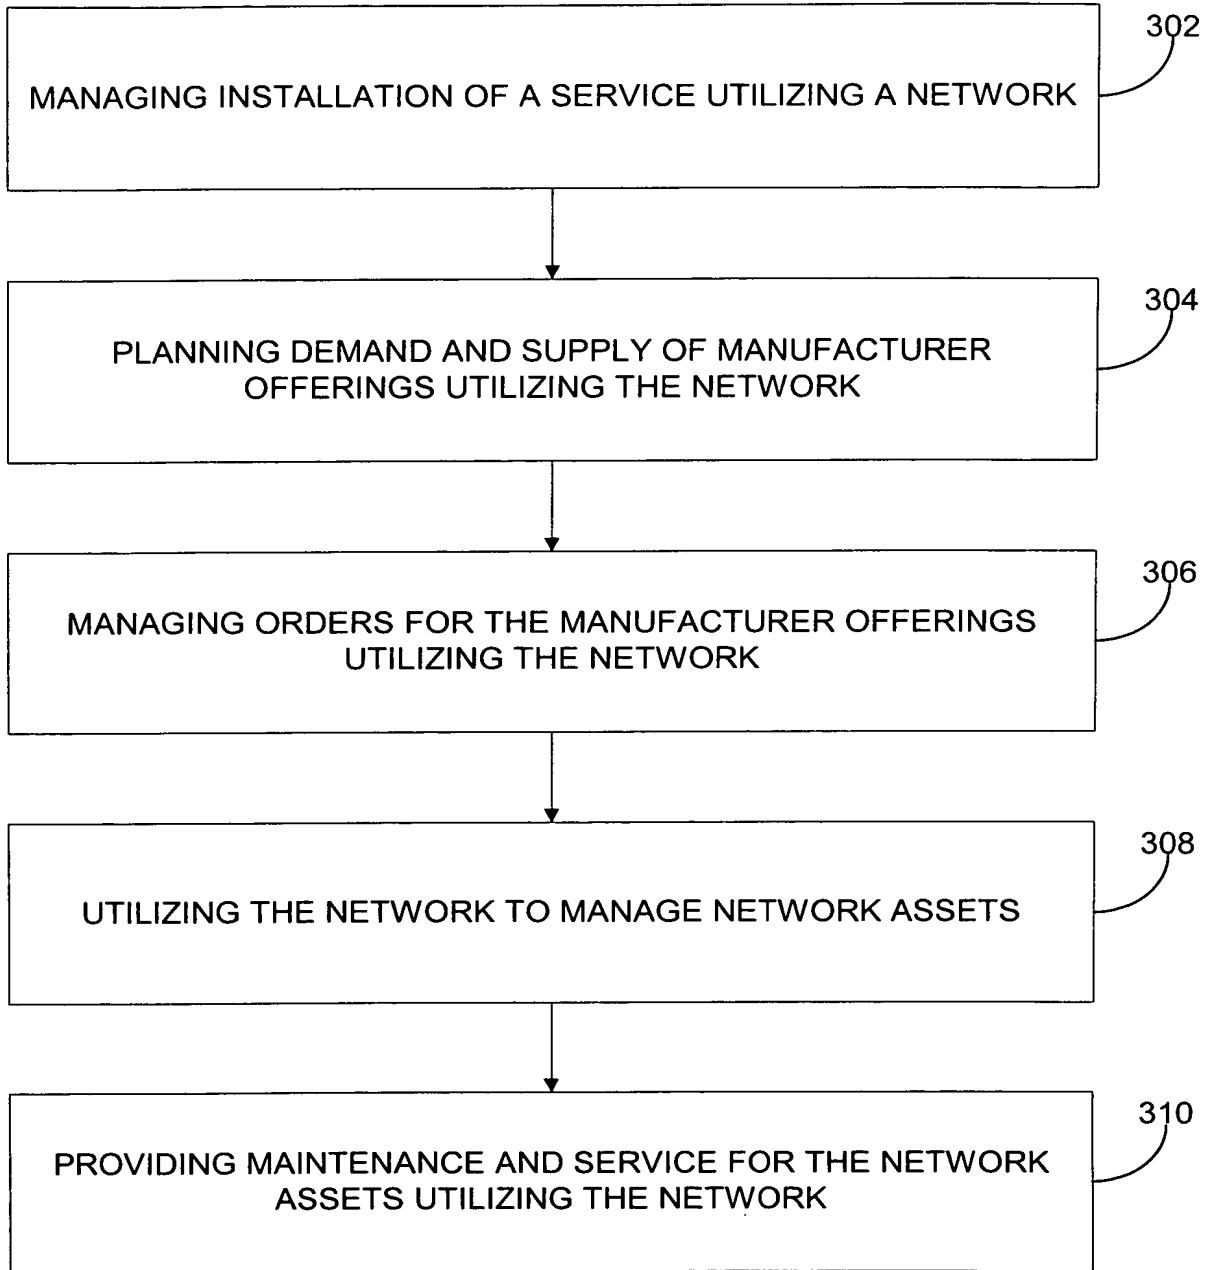 302
MANAGING INSTALLATION OF A SERVICE UTILIZING A NETWORK
304
PLANNING DEMAND AND SUPPLY OF MANUFACTURER
OFFERINGS UTILIZING THE NETWORK
306
MANAGING ORDERS FOR THE MANUFACTURER OFFERINGS
UTILIZING THE NETWORK
308
UTILIZING THE NETWORK TO MANAGE NETWORK ASSETS
310
PROVIDING MAINTENANCE AND SERVICE FOR THE NETWORK
ASSETS UTILIZING THE NETWORK